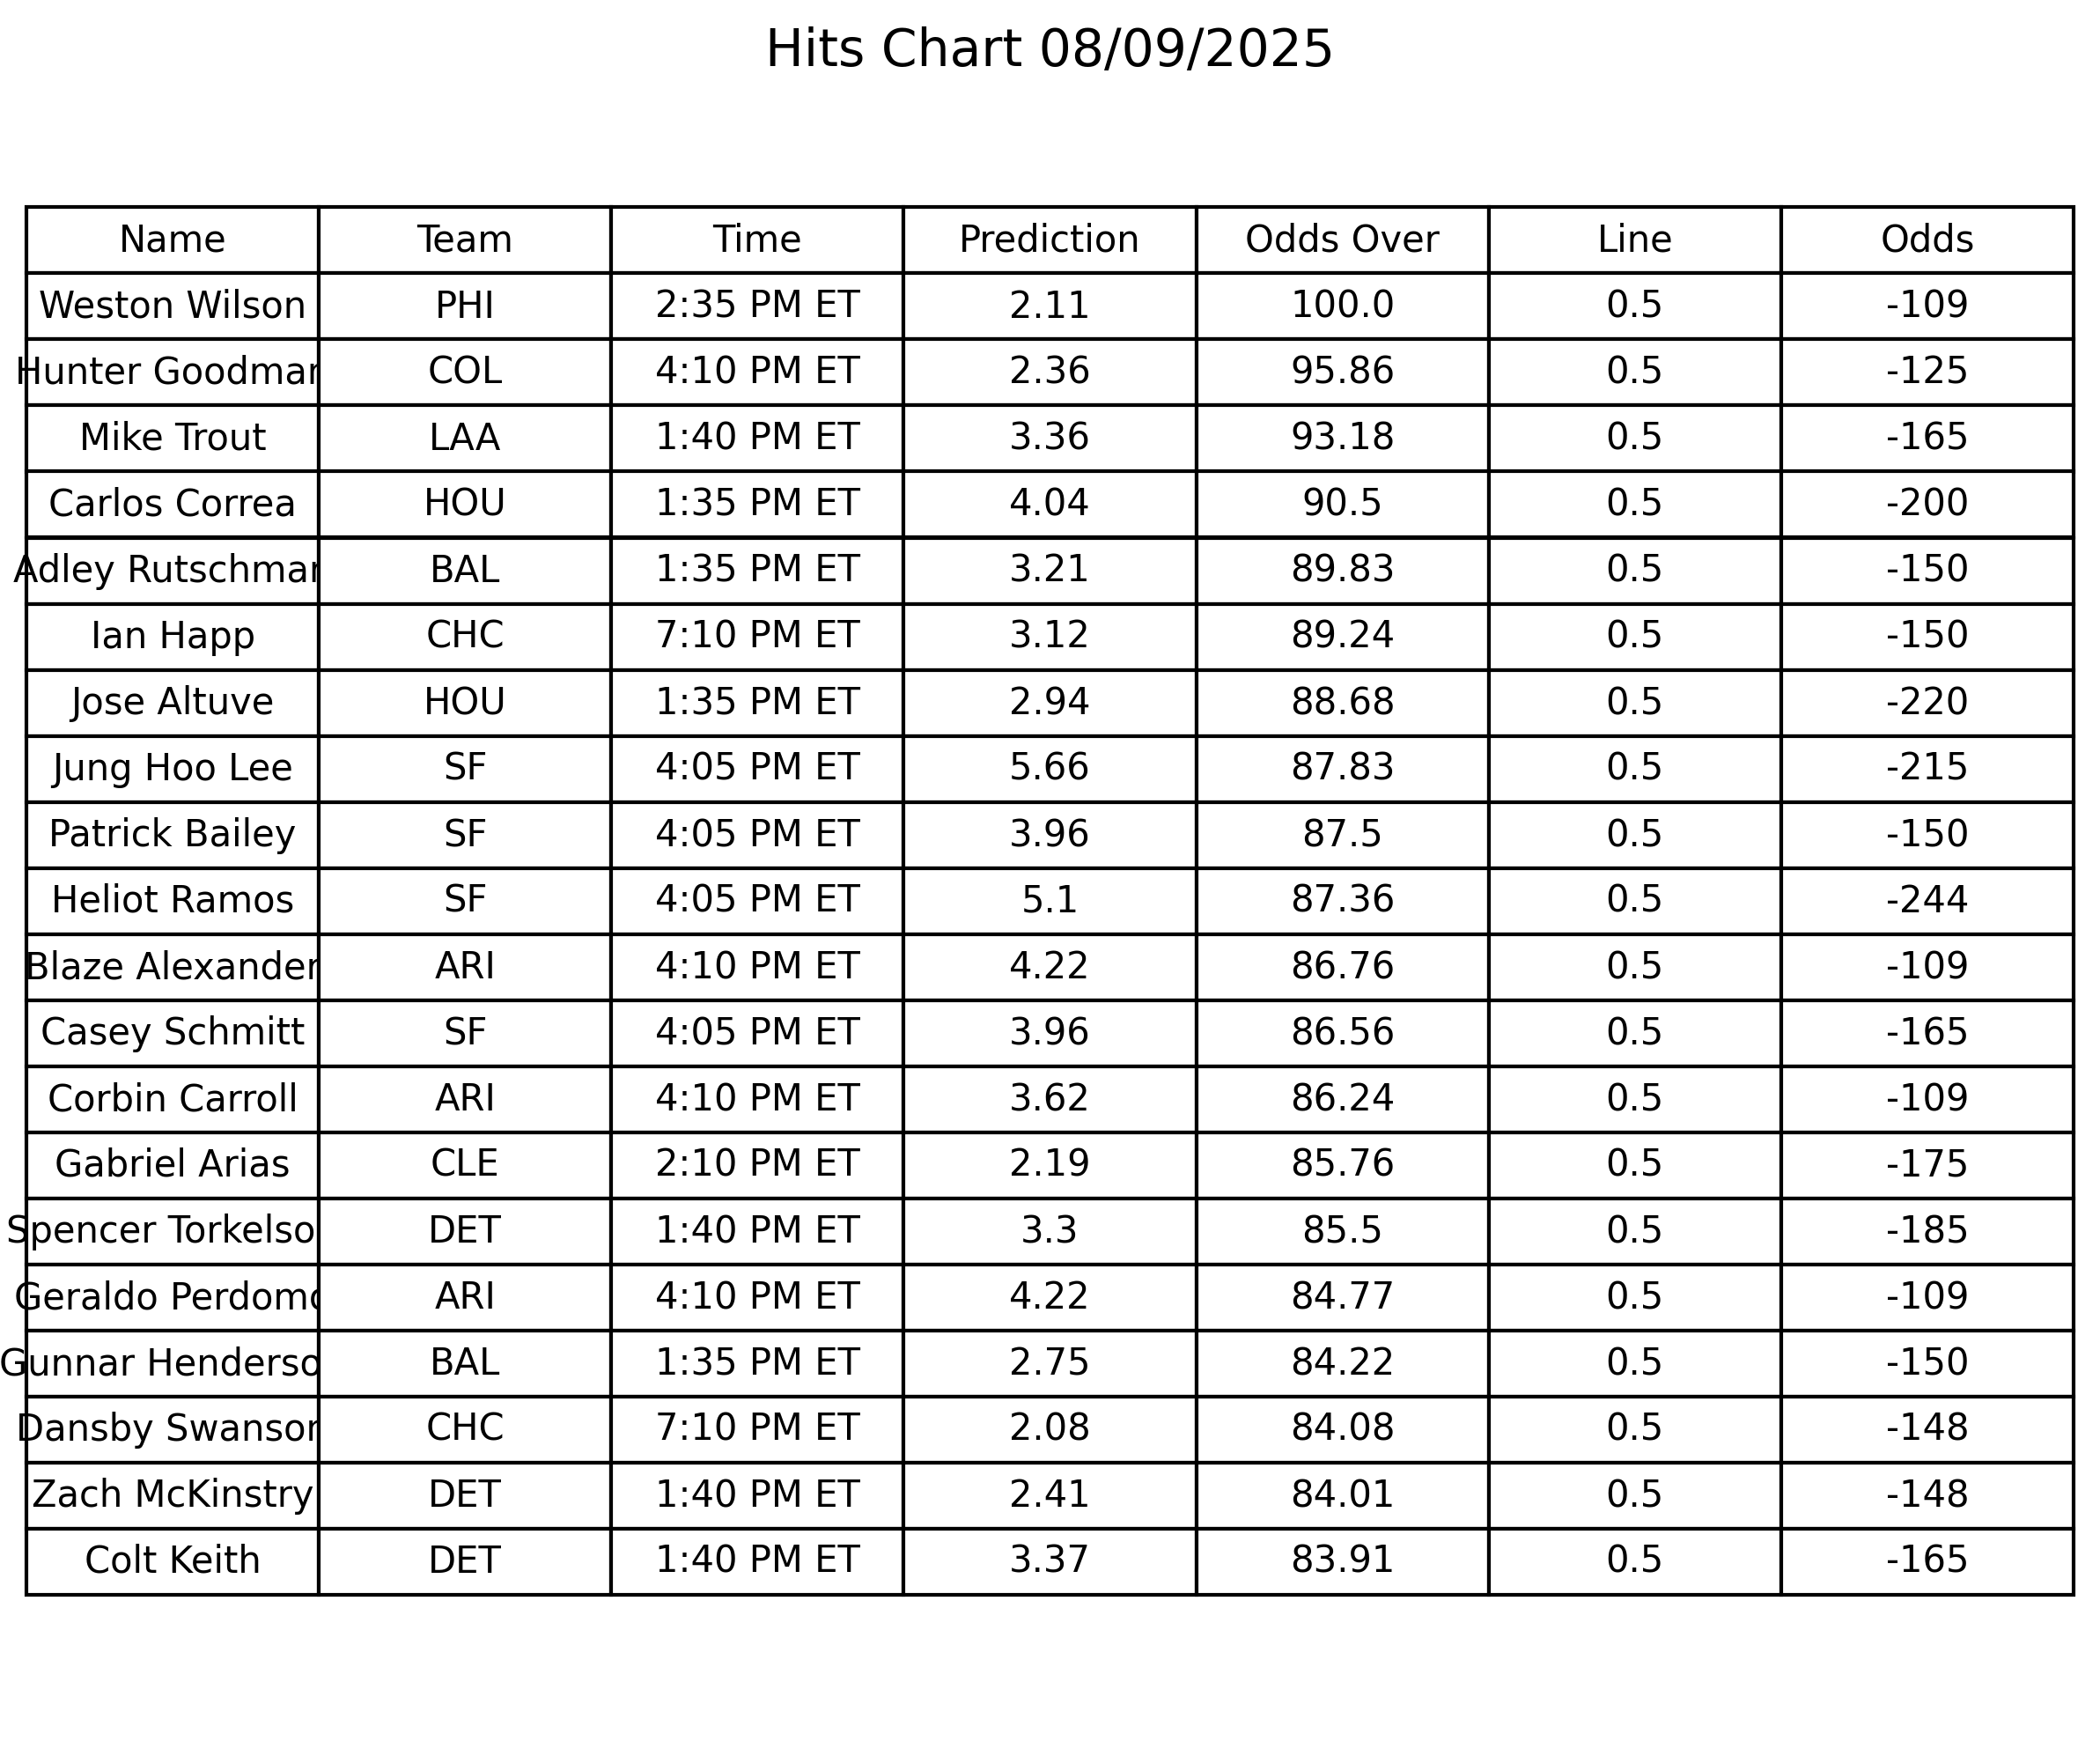 Hits Chart 08/09/2025
Name Team Time Prediction Odds Over Line Odds
Weston Wilson PHI 2:35 PM ET 2.11 100.0 0.5 -109
Hunter Goodman COL 4:10 PM ET 2.36 95.86 0.5 -125
Mike Trout LAA 1:40 PM ET 3.36 93.18 0.5 -165
Carlos Correa HOU 1:35 PM ET 4.04 90.5 0.5 -200
Adley Rutschman BAL 1:35 PM ET 3.21 89.83 0.5 -150
Ian Happ CHC 7:10 PM ET 3.12 89.24 0.5 -150
Jose Altuve HOU 1:35 PM ET 2.94 88.68 0.5 -220
Jung Hoo Lee SF 4:05 PM ET 5.66 87.83 0.5 -215
Patrick Bailey SF 4:05 PM ET 3.96 87.5 0.5 -150
Heliot Ramos SF 4:05 PM ET 5.1 87.36 0.5 -244
Blaze Alexander ARI 4:10 PM ET 4.22 86.76 0.5 -109
Casey Schmitt SF 4:05 PM ET 3.96 86.56 0.5 -165
Corbin Carroll ARI 4:10 PM ET 3.62 86.24 0.5 -109
Gabriel Arias CLE 2:10 PM ET 2.19 85.76 0.5 -175
Spencer Torkelso DET 1:40 PM ET 3.3 85.5 0.5 -185
Geraldo Perdomo ARI 4:10 PM ET 4.22 84.77 0.5 -109
Gunnar Henderso BAL 1:35 PM ET 2.75 84.22 0.5 -150
Dansby Swanson CHC 7:10 PM ET 2.08 84.08 0.5 -148
Zach McKinstry DET 1:40 PM ET 2.41 84.01 0.5 -148
Colt Keith DET 1:40 PM ET 3.37 83.91 0.5 -165